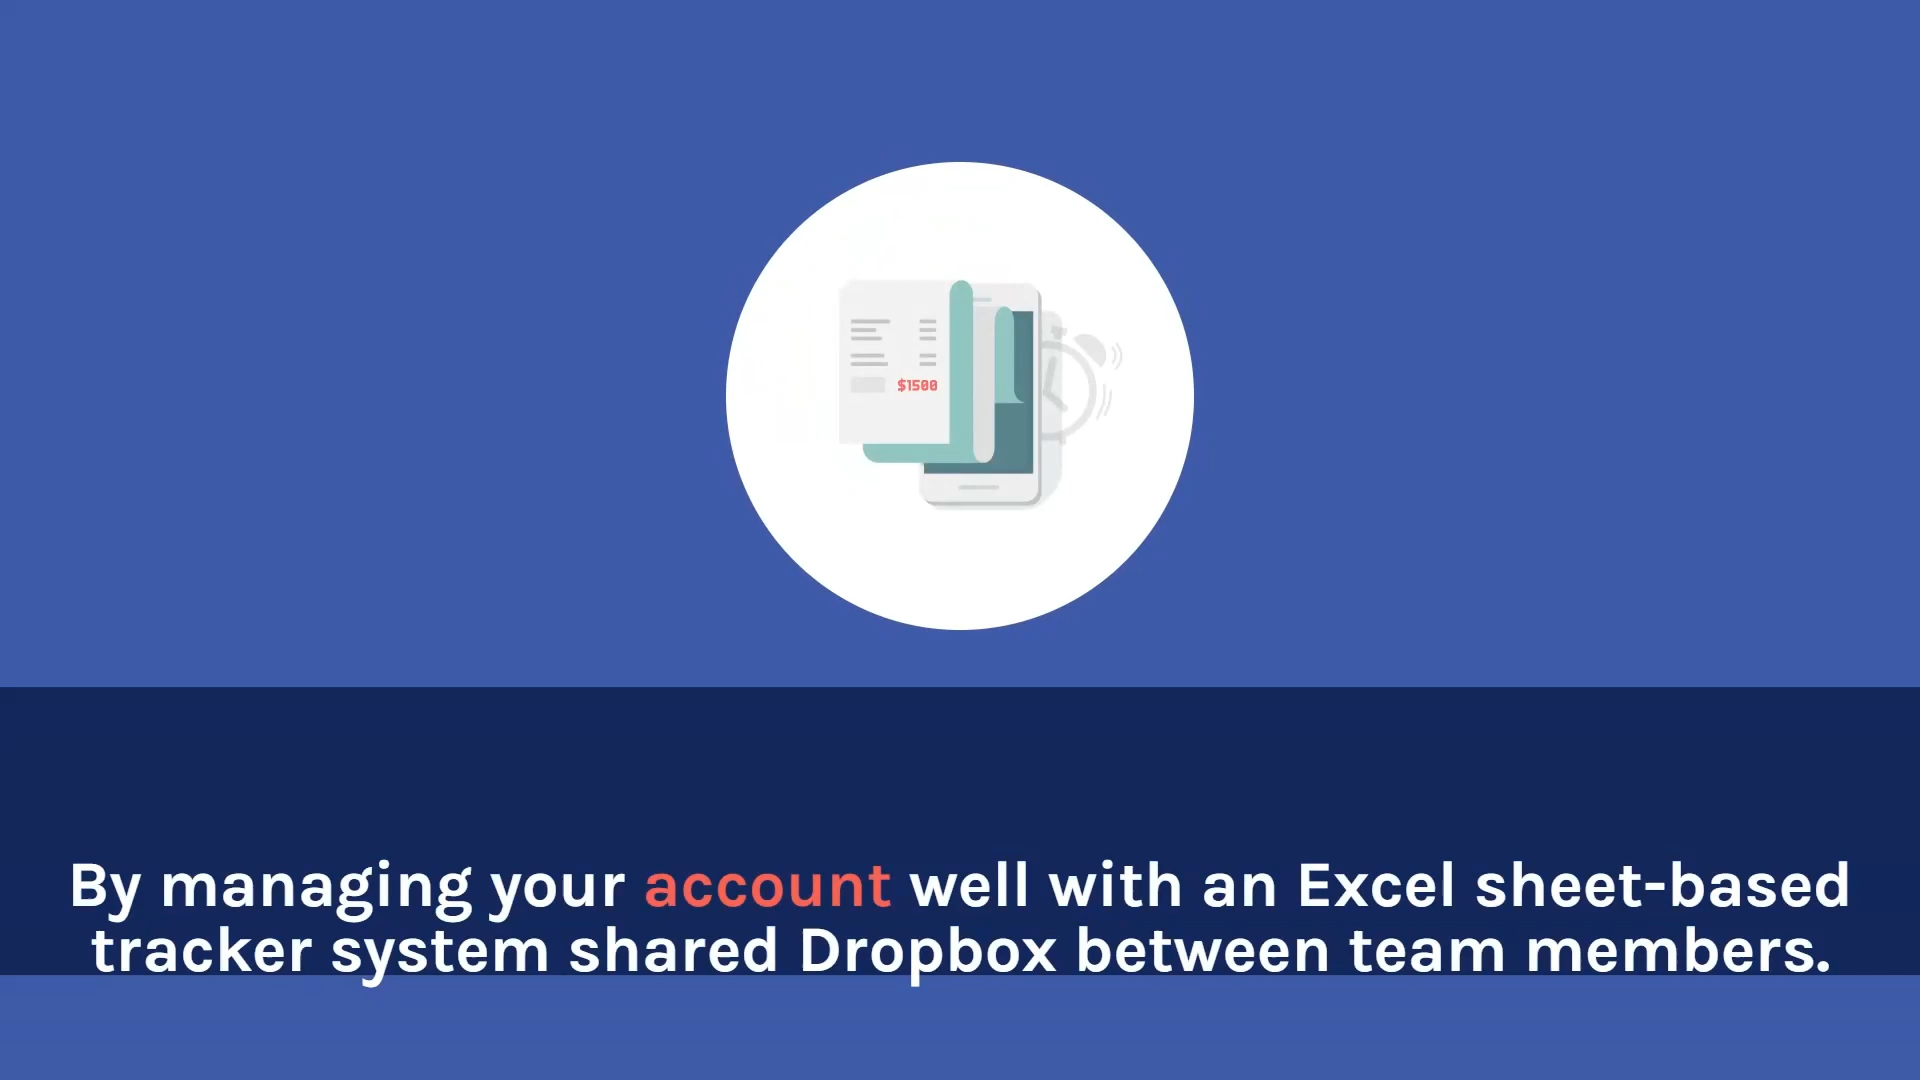 $1500
By managing your account well with an Excel sheet-based
tracker system shared Dropbox between team members.